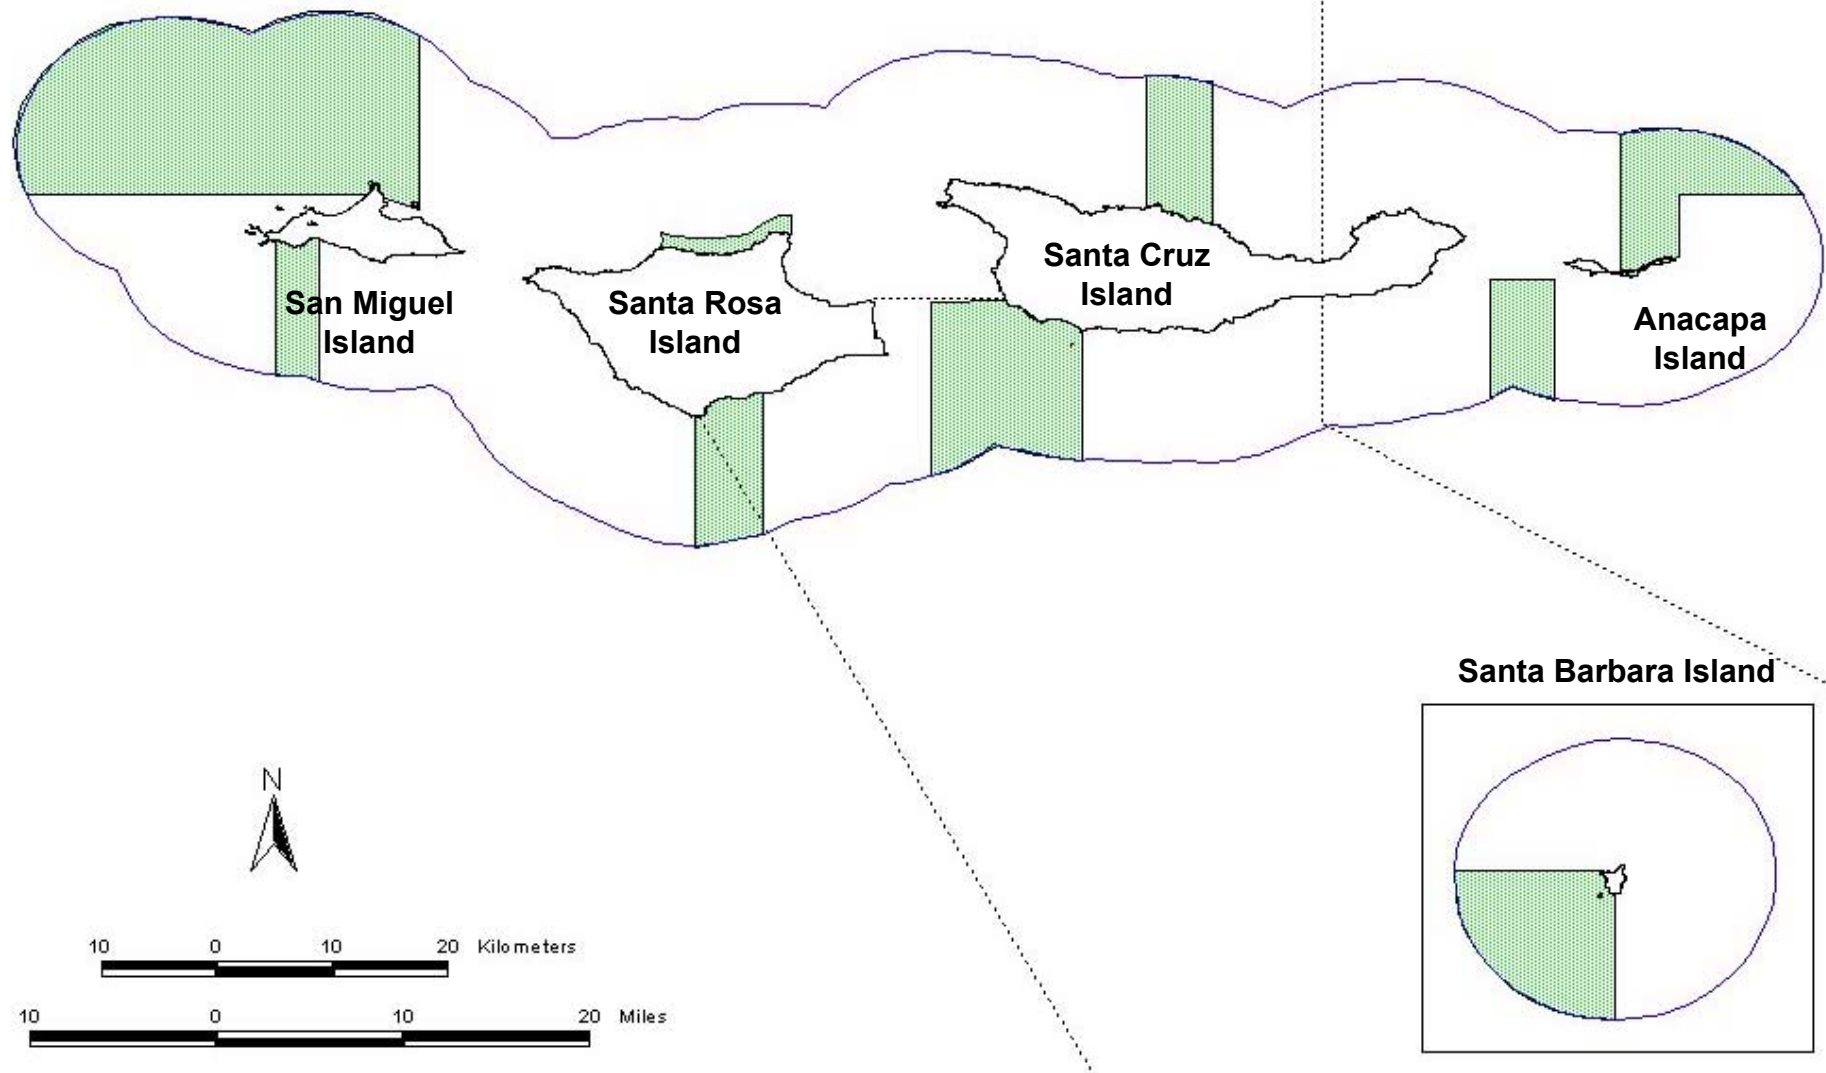 Santa Cruz
Island
San Miguel
Island
Santa Rosa
Island
Anacapa
Island
Santa Barbara Island
N
10 0 10 20 Kilometers
10 0 10 20 Miles